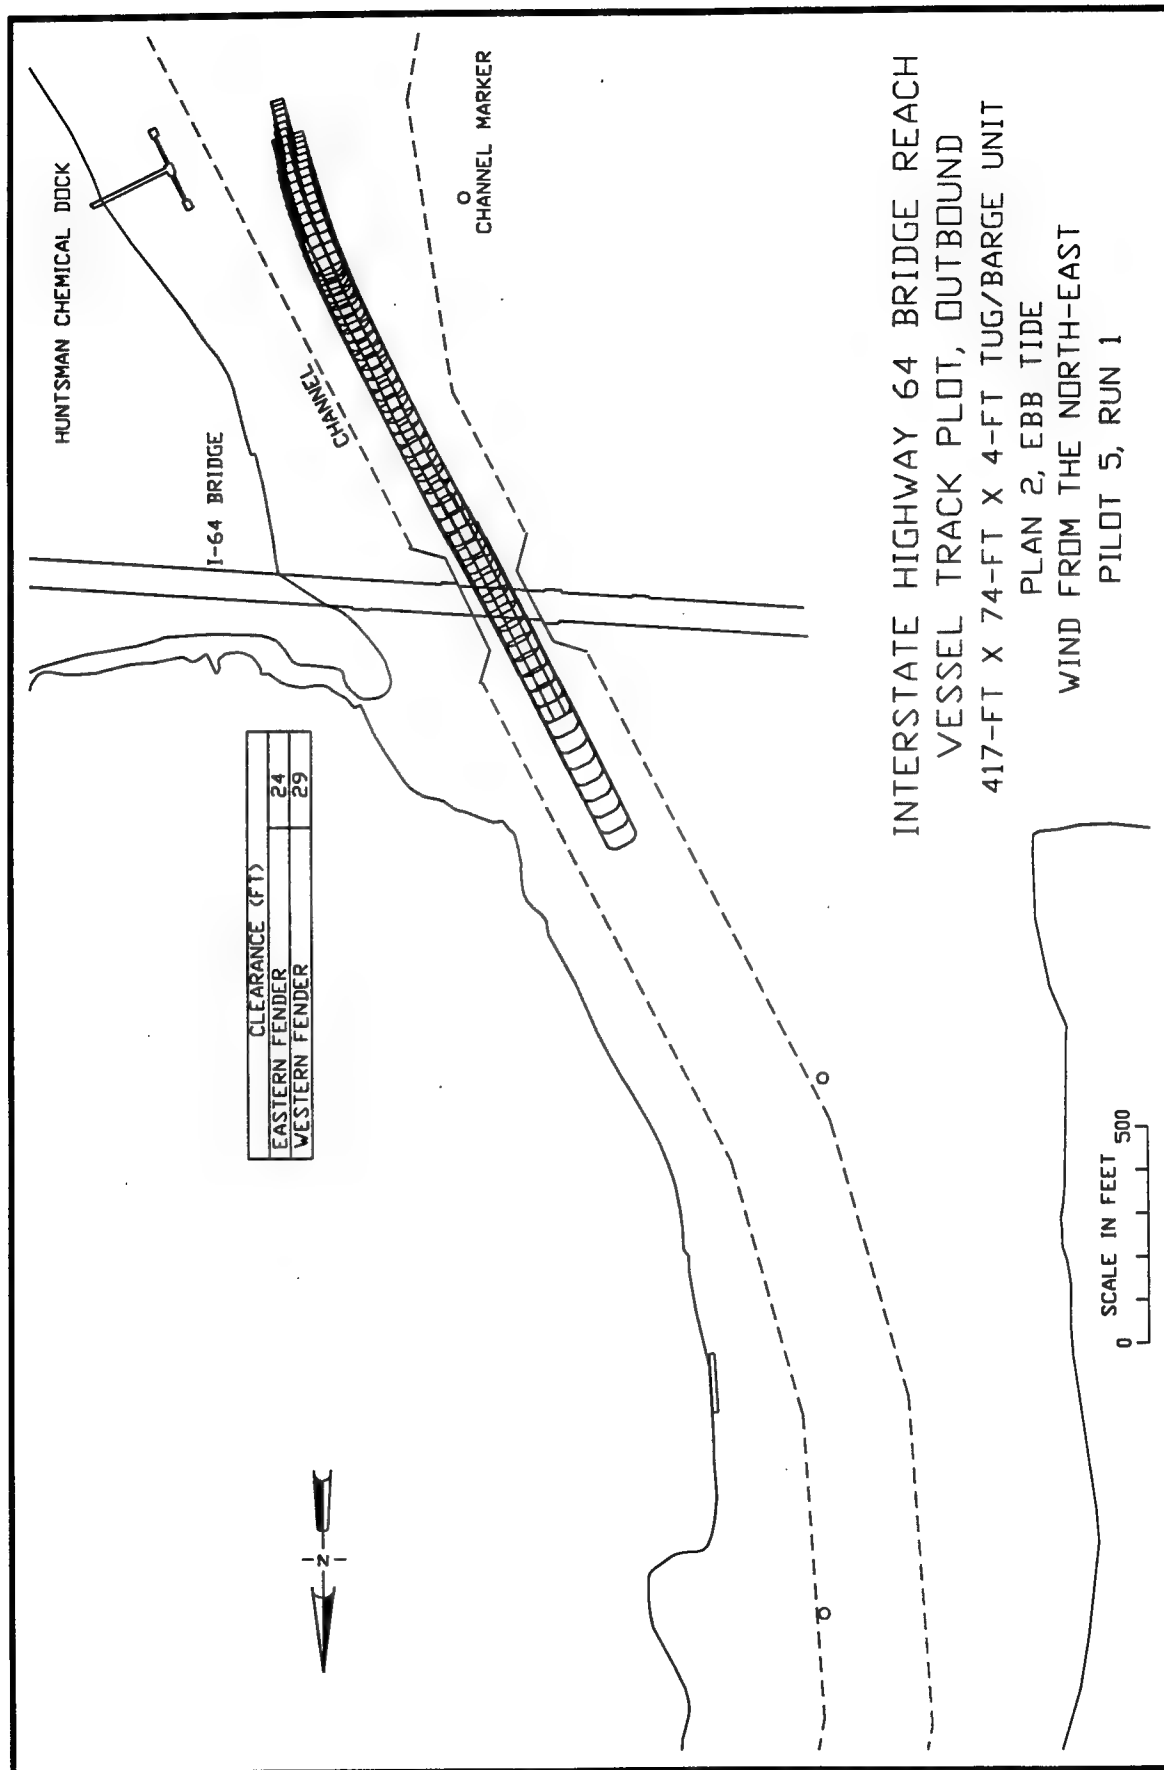 HUNTSMAN CHEMICAL DOCK
I-64 BRIDGE
CHANNEL
CHANNEL MARKER
CLEARANCE (FT)
EASTERN FENDER 24
WESTERN FENDER 29
N
INTERSTATE HIGHWAY 64 BRIDGE REACH
VESSEL TRACK PLOT, OUTBOUND
417-FT X 74-FT X 4-FT TUG/BARGE UNIT
PLAN 2, EBB TIDE
WIND FROM THE NORTH-EAST
PILOT 5, RUN 1
SCALE IN FEET
0 500